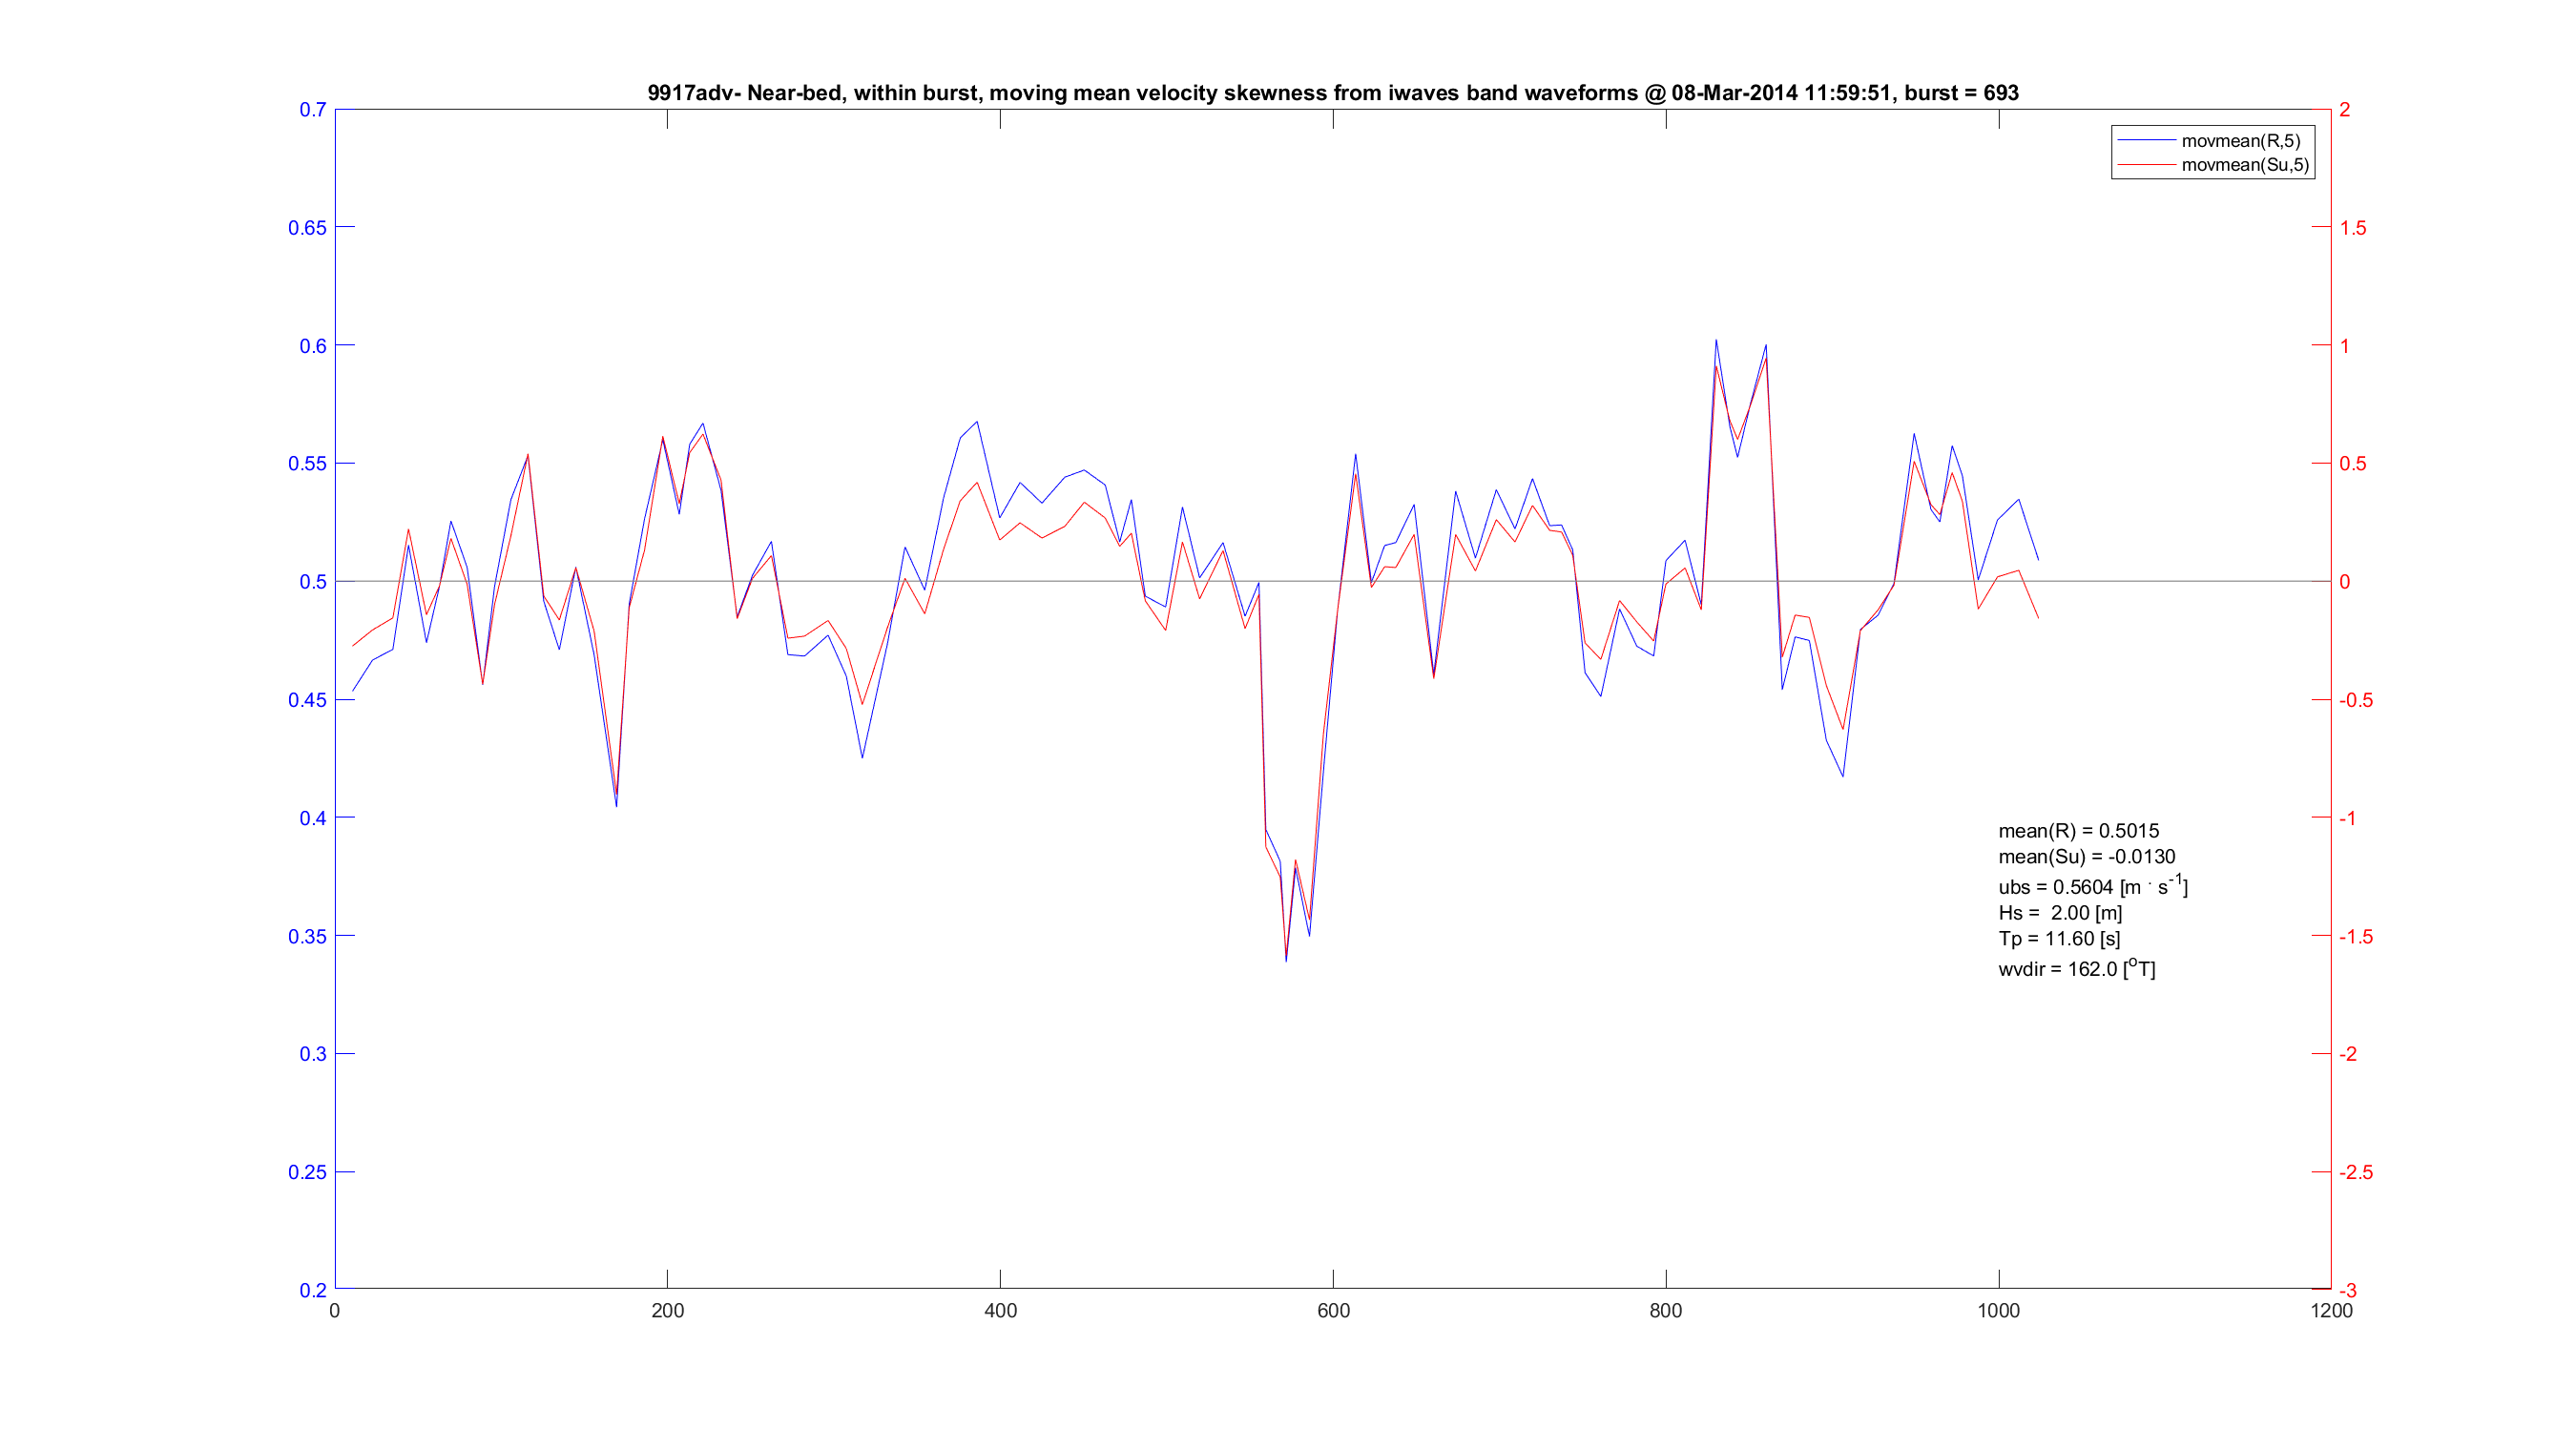 9917adv- Near-bed, within burst, moving mean velocity skewness from iwaves band waveforms @ 08-Mar-2014 11:59:51, burst = 693
0.7
0.65
0.6
0.55
0.5
0.45
0.4
0.35
0.3
0.25
0.2
2
1.5
1
0.5
0
-0.5
-1
-1.5
-2
-2.5
-3
movmean(R,5)
movmean(Su,5)
mean(R) = 0.5015
mean(Su) = -0.0130
ubs = 0.5604 [m · s^-1]
Hs =  2.00 [m]
Tp = 11.60 [s]
wvdir = 162.0 [^oT]
0 200 400 600 800 1000 1200